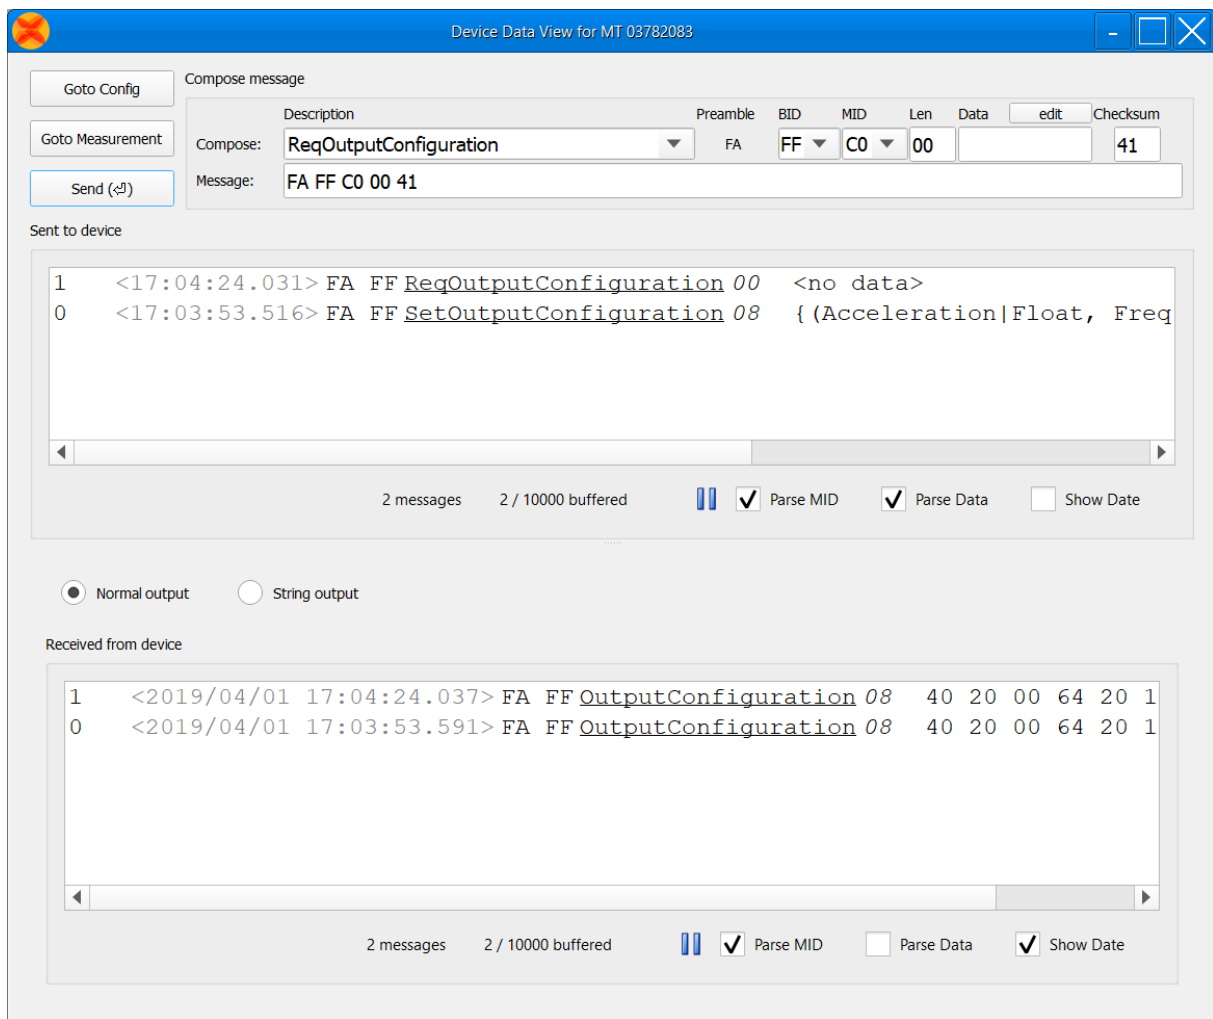 Device Data View for MT 03782083
Goto Config
Compose message
Description Preamble BID MID Len Data edit Checksum
Goto Measurement
Compose: ReqOutputConfiguration FA FF C0 00 41
Send (⏎)
Message: FA FF C0 00 41
Sent to device
1 <17:04:24.031> FA FF ReqOutputConfiguration 00 <no data>
0 <17:03:53.516> FA FF SetOutputConfiguration 08 {(Acceleration|Float, Freq
2 messages 2 / 10000 buffered Parse MID Parse Data Show Date
Normal output String output
Received from device
1 <2019/04/01 17:04:24.037> FA FF OutputConfiguration 08 40 20 00 64 20 1
0 <2019/04/01 17:03:53.591> FA FF OutputConfiguration 08 40 20 00 64 20 1
2 messages 2 / 10000 buffered Parse MID Parse Data Show Date